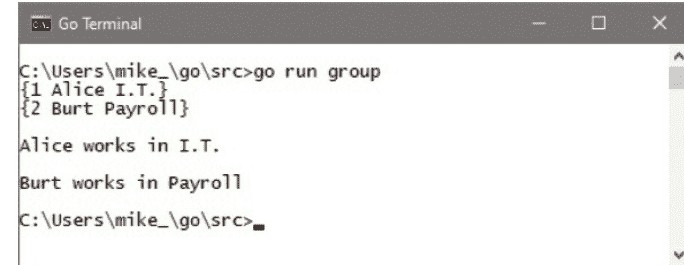 Go Terminal
C:\Users\mike_\go\src>go run group
{1 Alice I.T.}
{2 Burt Payroll}
Alice works in I.T.
Burt works in Payroll
C:\Users\mike_\go\src>